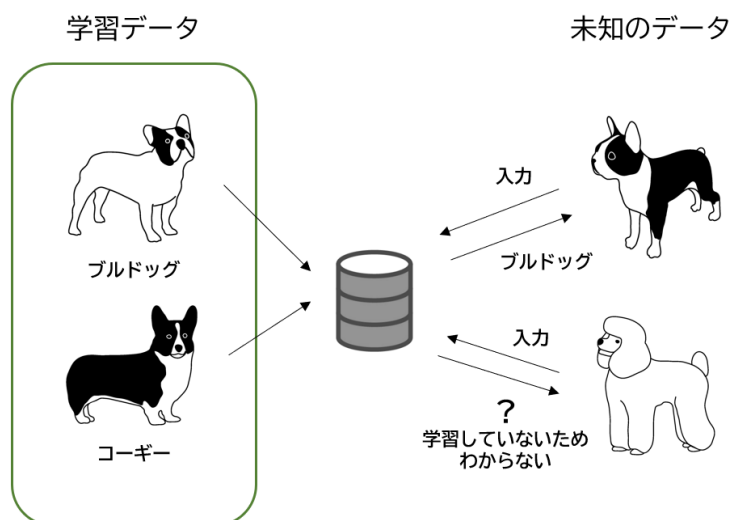 学習データ
未知のデータ
ブルドッグ
コーギー
入力
ブルドッグ
入力
？
学習していないため
わからない